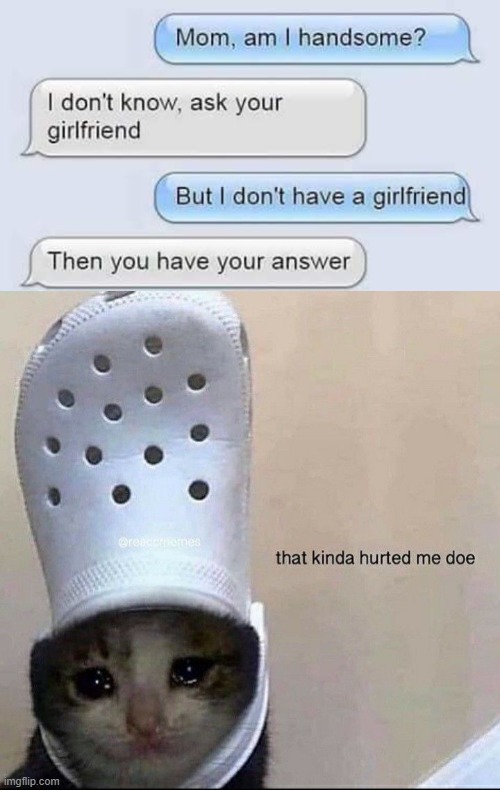 Mom, am I handsome?
I don't know, ask your
girlfriend
But I don't have a girlfriend
Then you have your answer
@reaccmemes
that kinda hurted me doe
imgflip.com